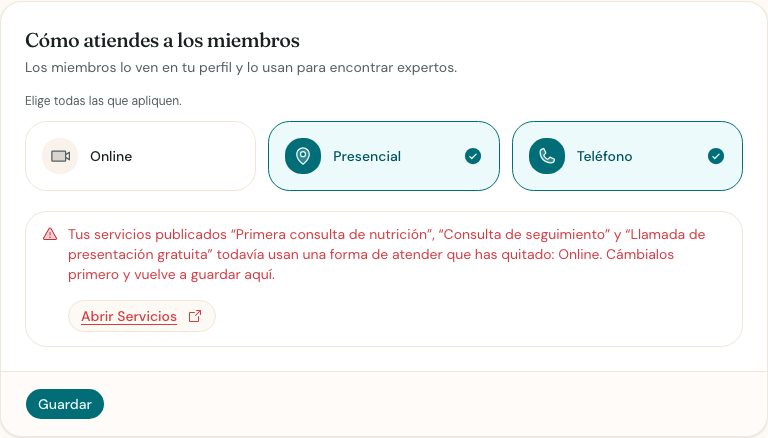 Cómo atiendes a los miembros
Los miembros lo ven en tu perfil y lo usan para encontrar expertos.
Elige todas las que apliquen.
Online
Presencial
Teléfono
Tus servicios publicados “Primera consulta de nutrición”, “Consulta de seguimiento” y “Llamada de
presentación gratuita” todavía usan una forma de atender que has quitado: Online. Cámbialos
primero y vuelve a guardar aquí.
Abrir Servicios
Guardar